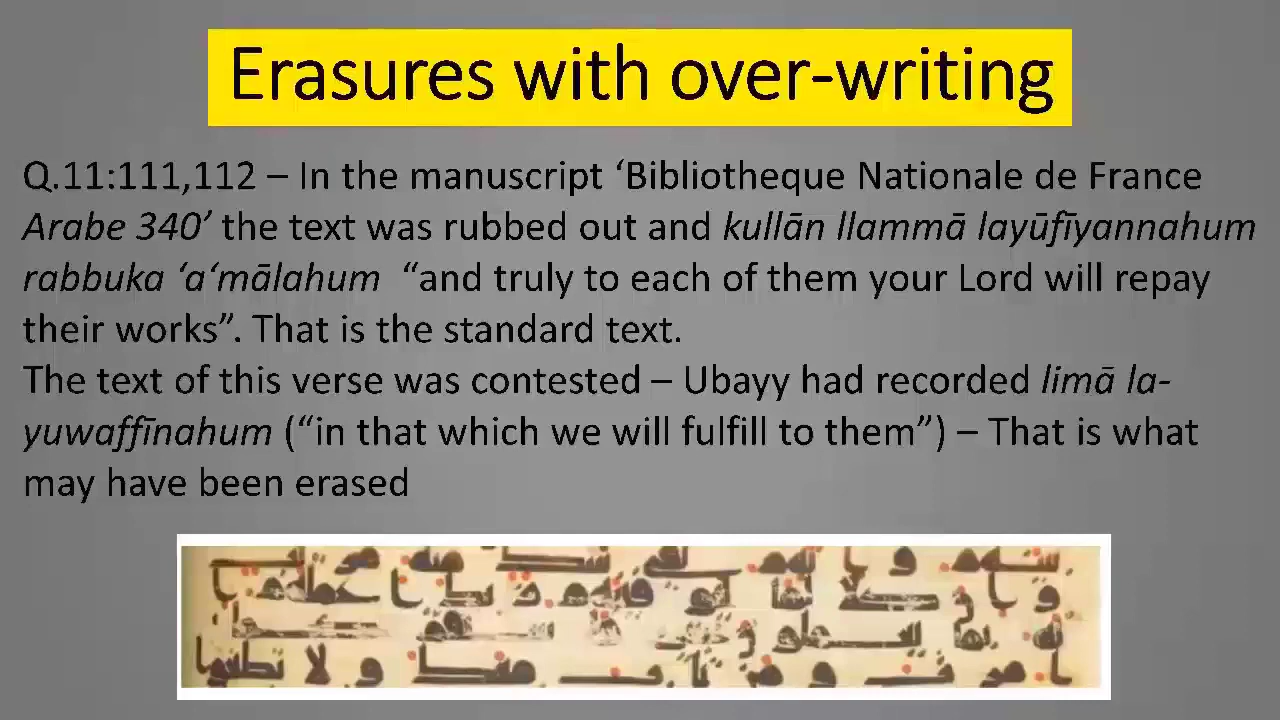 Erasures with over-writing
Q.11:111,112 – In the manuscript ‘Bibliotheque Nationale de France
Arabe 340’ the text was rubbed out and kullān llammā layūfīyannahum
rabbuka ‘a‘mālahum “and truly to each of them your Lord will repay
their works”. That is the standard text.
The text of this verse was contested – Ubayy had recorded limā la-
yuwaffīnahum (“in that which we will fulfill to them”) – That is what
may have been erased